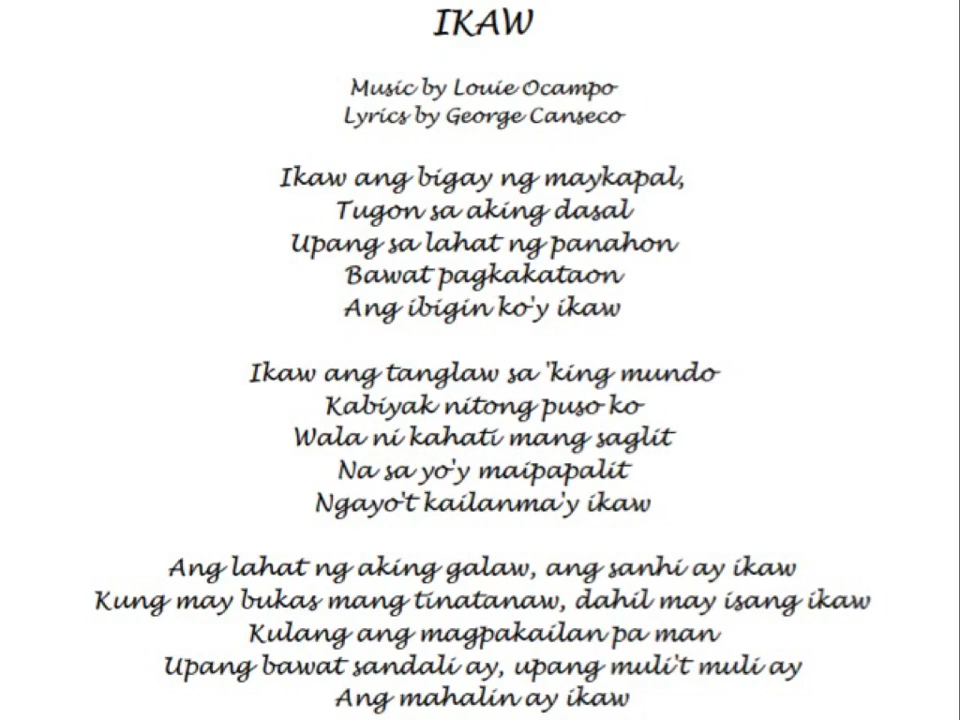 IKAW
Music by Louie Ocampo
Lyrics by George Canseco
Ikaw ang bigay ng maykapal,
Tugon sa aking dasal
Upang sa lahat ng panahon
Bawat pagkakataon
Ang ibigin ko'y ikaw
Ikaw ang tanglaw sa 'king mundo
Kabiyak nitong puso ko
Wala ni kahati mang saglit
Na sa yo'y maipapalit
Ngayo't kailanma'y ikaw
Ang lahat ng aking galaw, ang sanhi ay ikaw
Kung may bukas mang tinatanaw, dahil may isang ikaw
Kulang ang magpakailan pa man
Upang bawat sandali ay, upang muli't muli ay
Ang mahalin ay ikaw